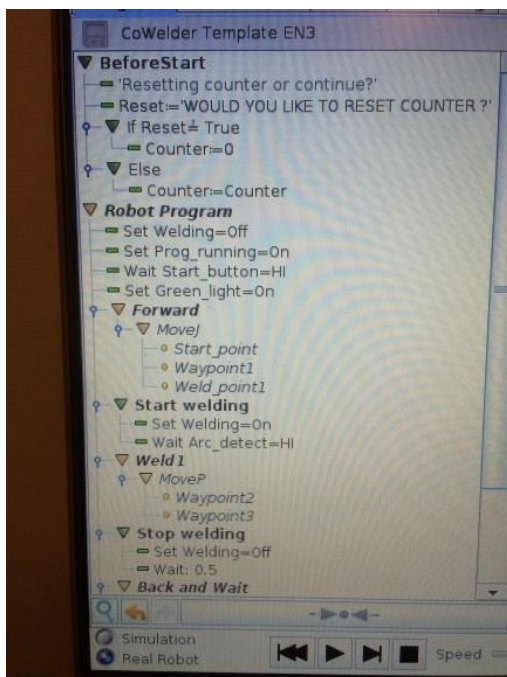 CoWelder Template EN3
BeforeStart
'Resetting counter or continue?'
Reset:='WOULD YOU LIKE TO RESET COUNTER ?'
If Reset≟ True
Counter:=0
Else
Counter:=Counter
Robot Program
Set Welding=Off
Set Prog_running=On
Wait Start_button=HI
Set Green_light=On
Forward
MoveJ
Start_point
Waypoint1
Weld_point1
Start welding
Set Welding=On
Wait Arc_detect=HI
Weld1
MoveP
Waypoint2
Waypoint3
Stop welding
Set Welding=Off
Wait: 0.5
Back and Wait
Simulation
Real Robot
Speed